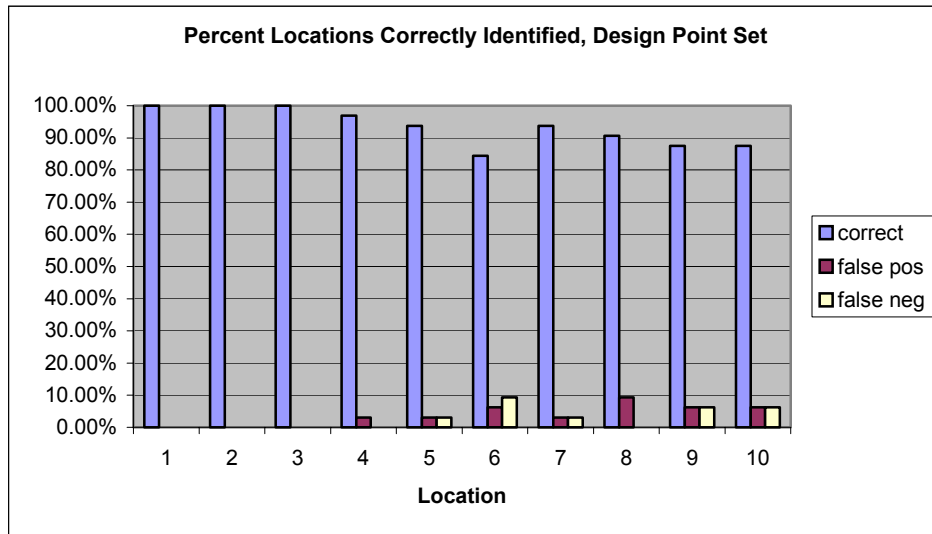 Percent Locations Correctly Identified, Design Point Set
100.00%
90.00%
80.00%
70.00%
60.00%
50.00%
40.00%
30.00%
20.00%
10.00%
0.00%
1 2 3 4 5 6 7 8 9 10
Location
correct
false pos
false neg